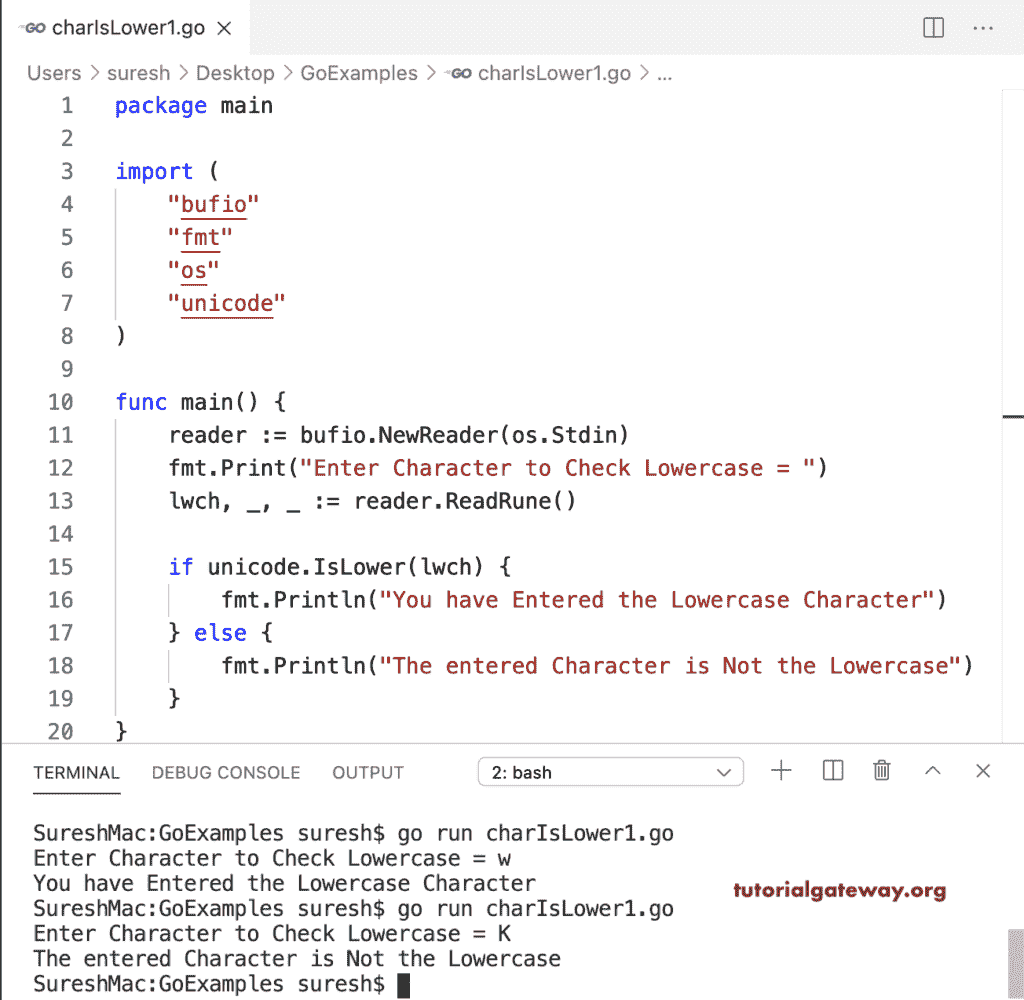 GO charIsLower1.go ×
Users > suresh > Desktop > GoExamples > GO charIsLower1.go > ...
1 package main
2
3 import (
4 "bufio"
5 "fmt"
6 "os"
7 "unicode"
8 )
9
10 func main() {
11 reader := bufio.NewReader(os.Stdin)
12 fmt.Print("Enter Character to Check Lowercase = ")
13 lwch, _, _ := reader.ReadRune()
14
15 if unicode.IsLower(lwch) {
16 fmt.Println("You have Entered the Lowercase Character")
17 } else {
18 fmt.Println("The entered Character is Not the Lowercase")
19 }
20 }
TERMINAL DEBUG CONSOLE OUTPUT 2: bash
SureshMac:GoExamples suresh$ go run charIsLower1.go
Enter Character to Check Lowercase = w
You have Entered the Lowercase Character
tutorialgateway.org
SureshMac:GoExamples suresh$ go run charIsLower1.go
Enter Character to Check Lowercase = K
The entered Character is Not the Lowercase
SureshMac:GoExamples suresh$